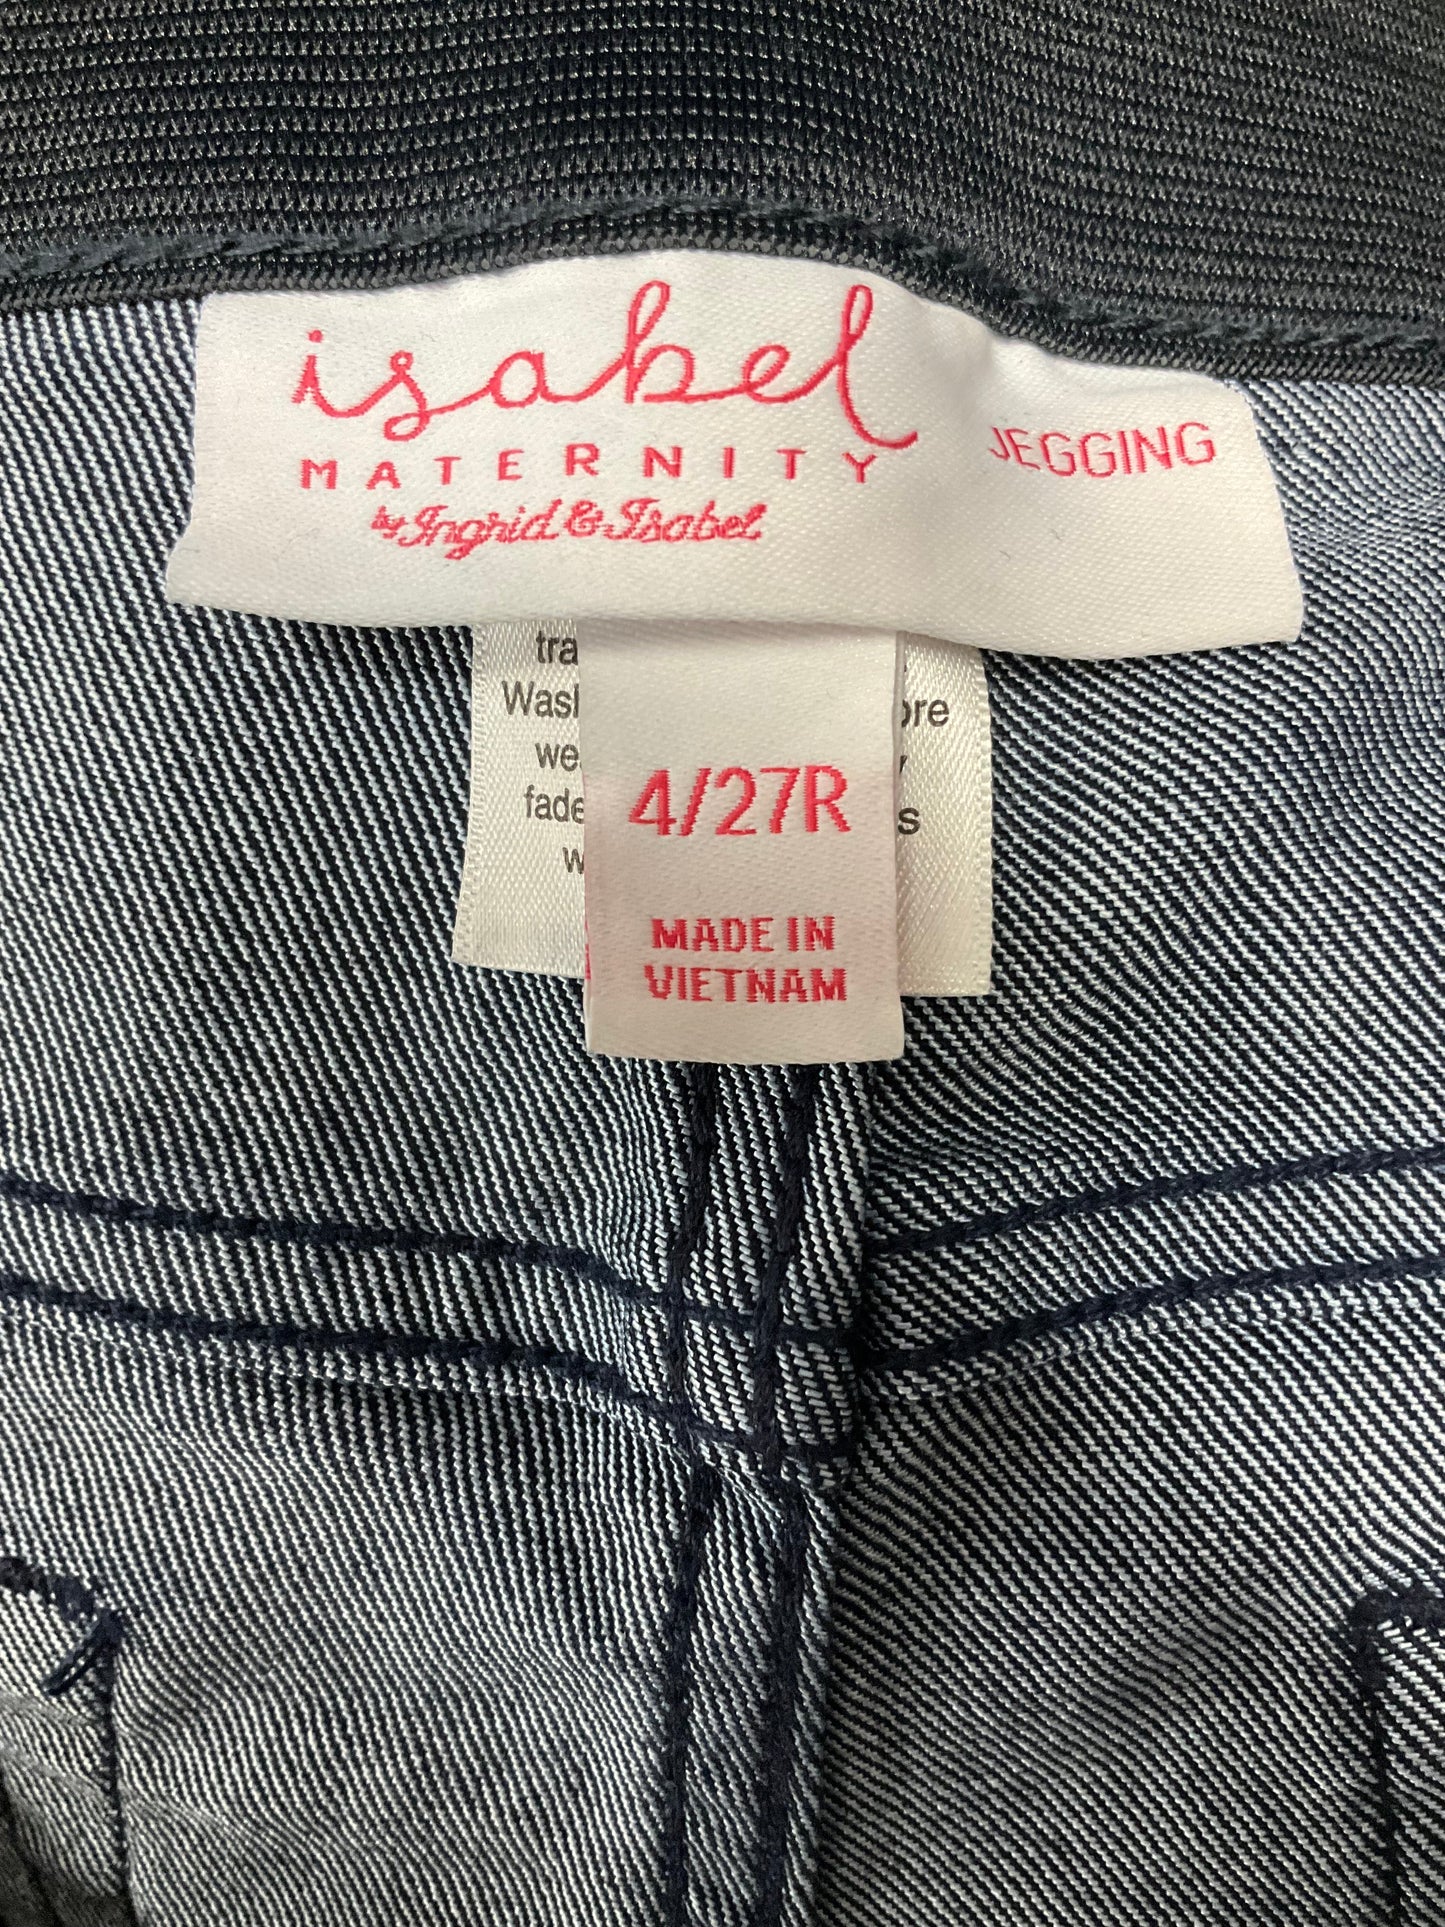 isabel
MATERNITY
by Ingrid & Isabel
JEGGING
4/27R
MADE IN
VIETNAM